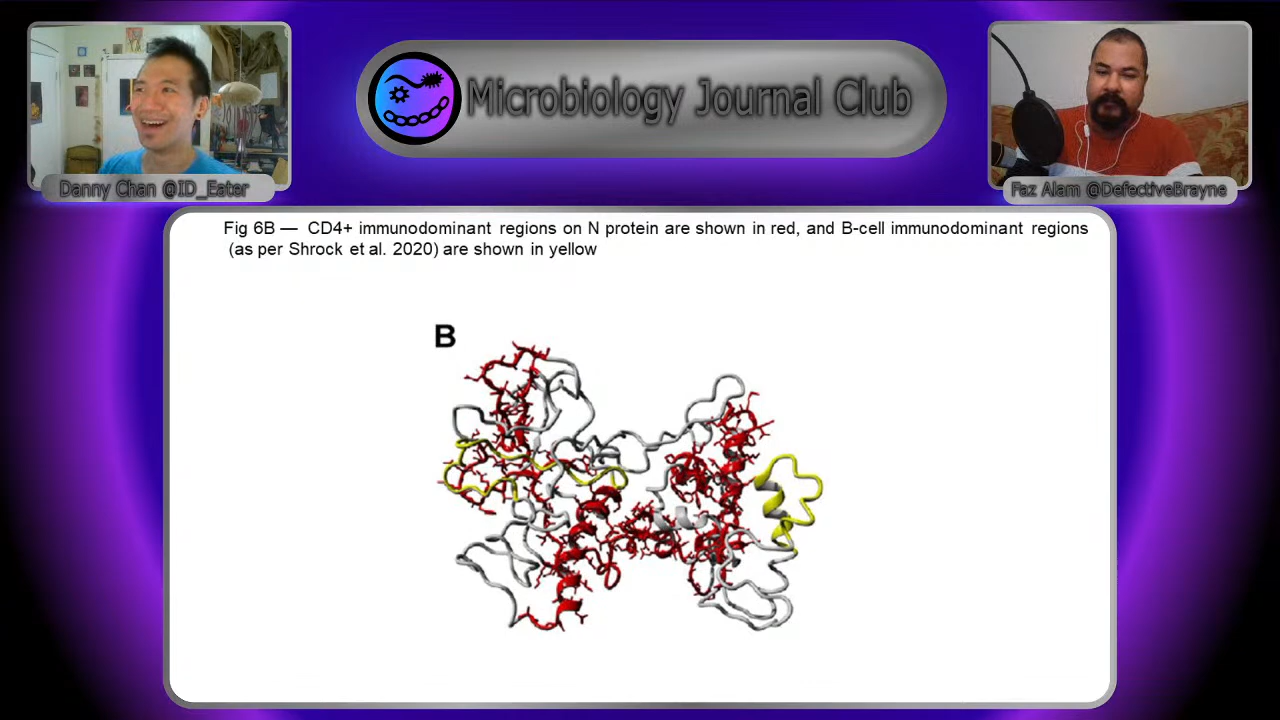 Microbiology Journal Club
Danny Chan @ID_Eater
Faz Alam @DefectiveBrayne
Fig 6B — CD4+ immunodominant regions on N protein are shown in red, and B-cell immunodominant regions
(as per Shrock et al. 2020) are shown in yellow
B